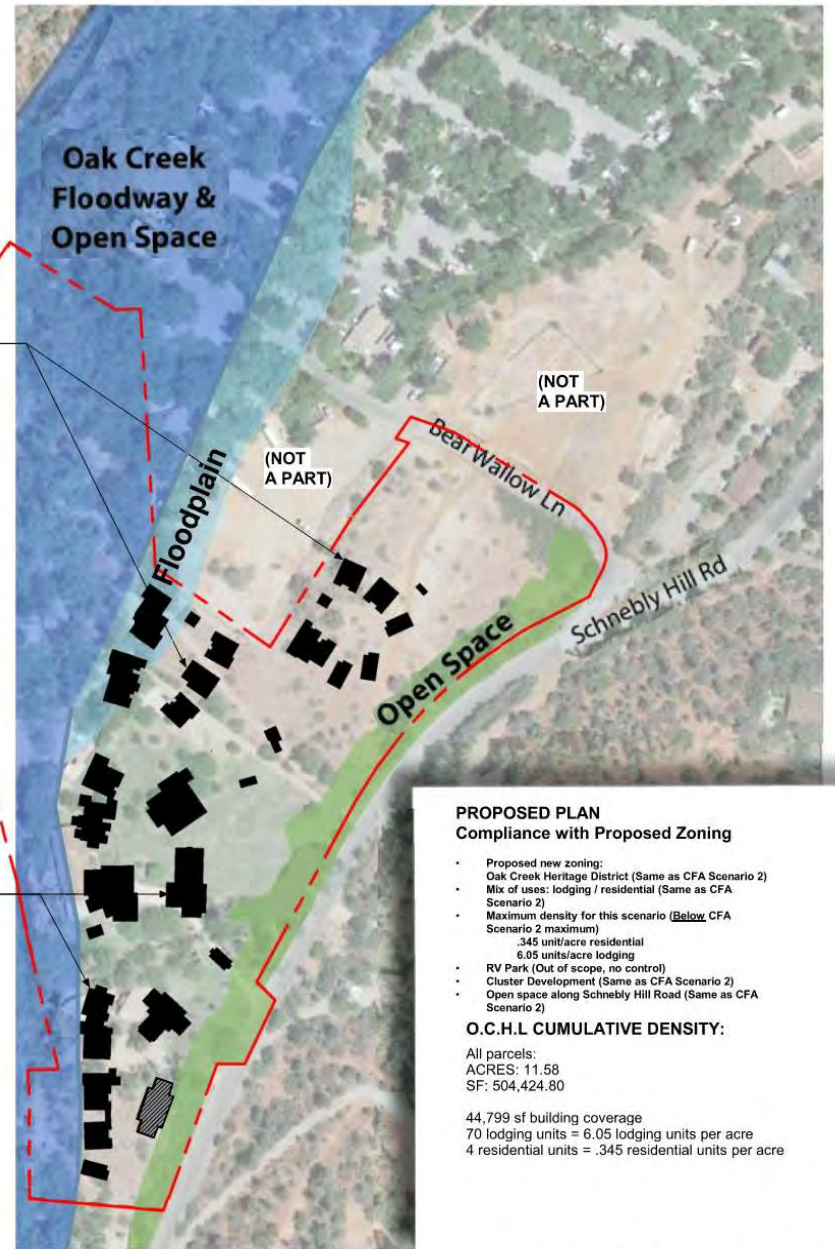 Oak Creek
Floodway &
Open Space
(NOT
A PART)
(NOT
A PART)
Bear Wallow Ln
Floodplain
Schnebly Hill Rd
Open Space
PROPOSED PLAN
Compliance with Proposed Zoning
• Proposed new zoning:
Oak Creek Heritage District (Same as CFA Scenario 2)
• Mix of uses: lodging / residential (Same as CFA
Scenario 2)
• Maximum density for this scenario (Below CFA
Scenario 2 maximum)
.345 unit/acre residential
6.05 units/acre lodging
• RV Park (Out of scope, no control)
• Cluster Development (Same as CFA Scenario 2)
• Open space along Schnebly Hill Road (Same as CFA
Scenario 2)
O.C.H.L CUMULATIVE DENSITY:
All parcels:
ACRES: 11.58
SF: 504,424.80
44,799 sf building coverage
70 lodging units = 6.05 lodging units per acre
4 residential units = .345 residential units per acre